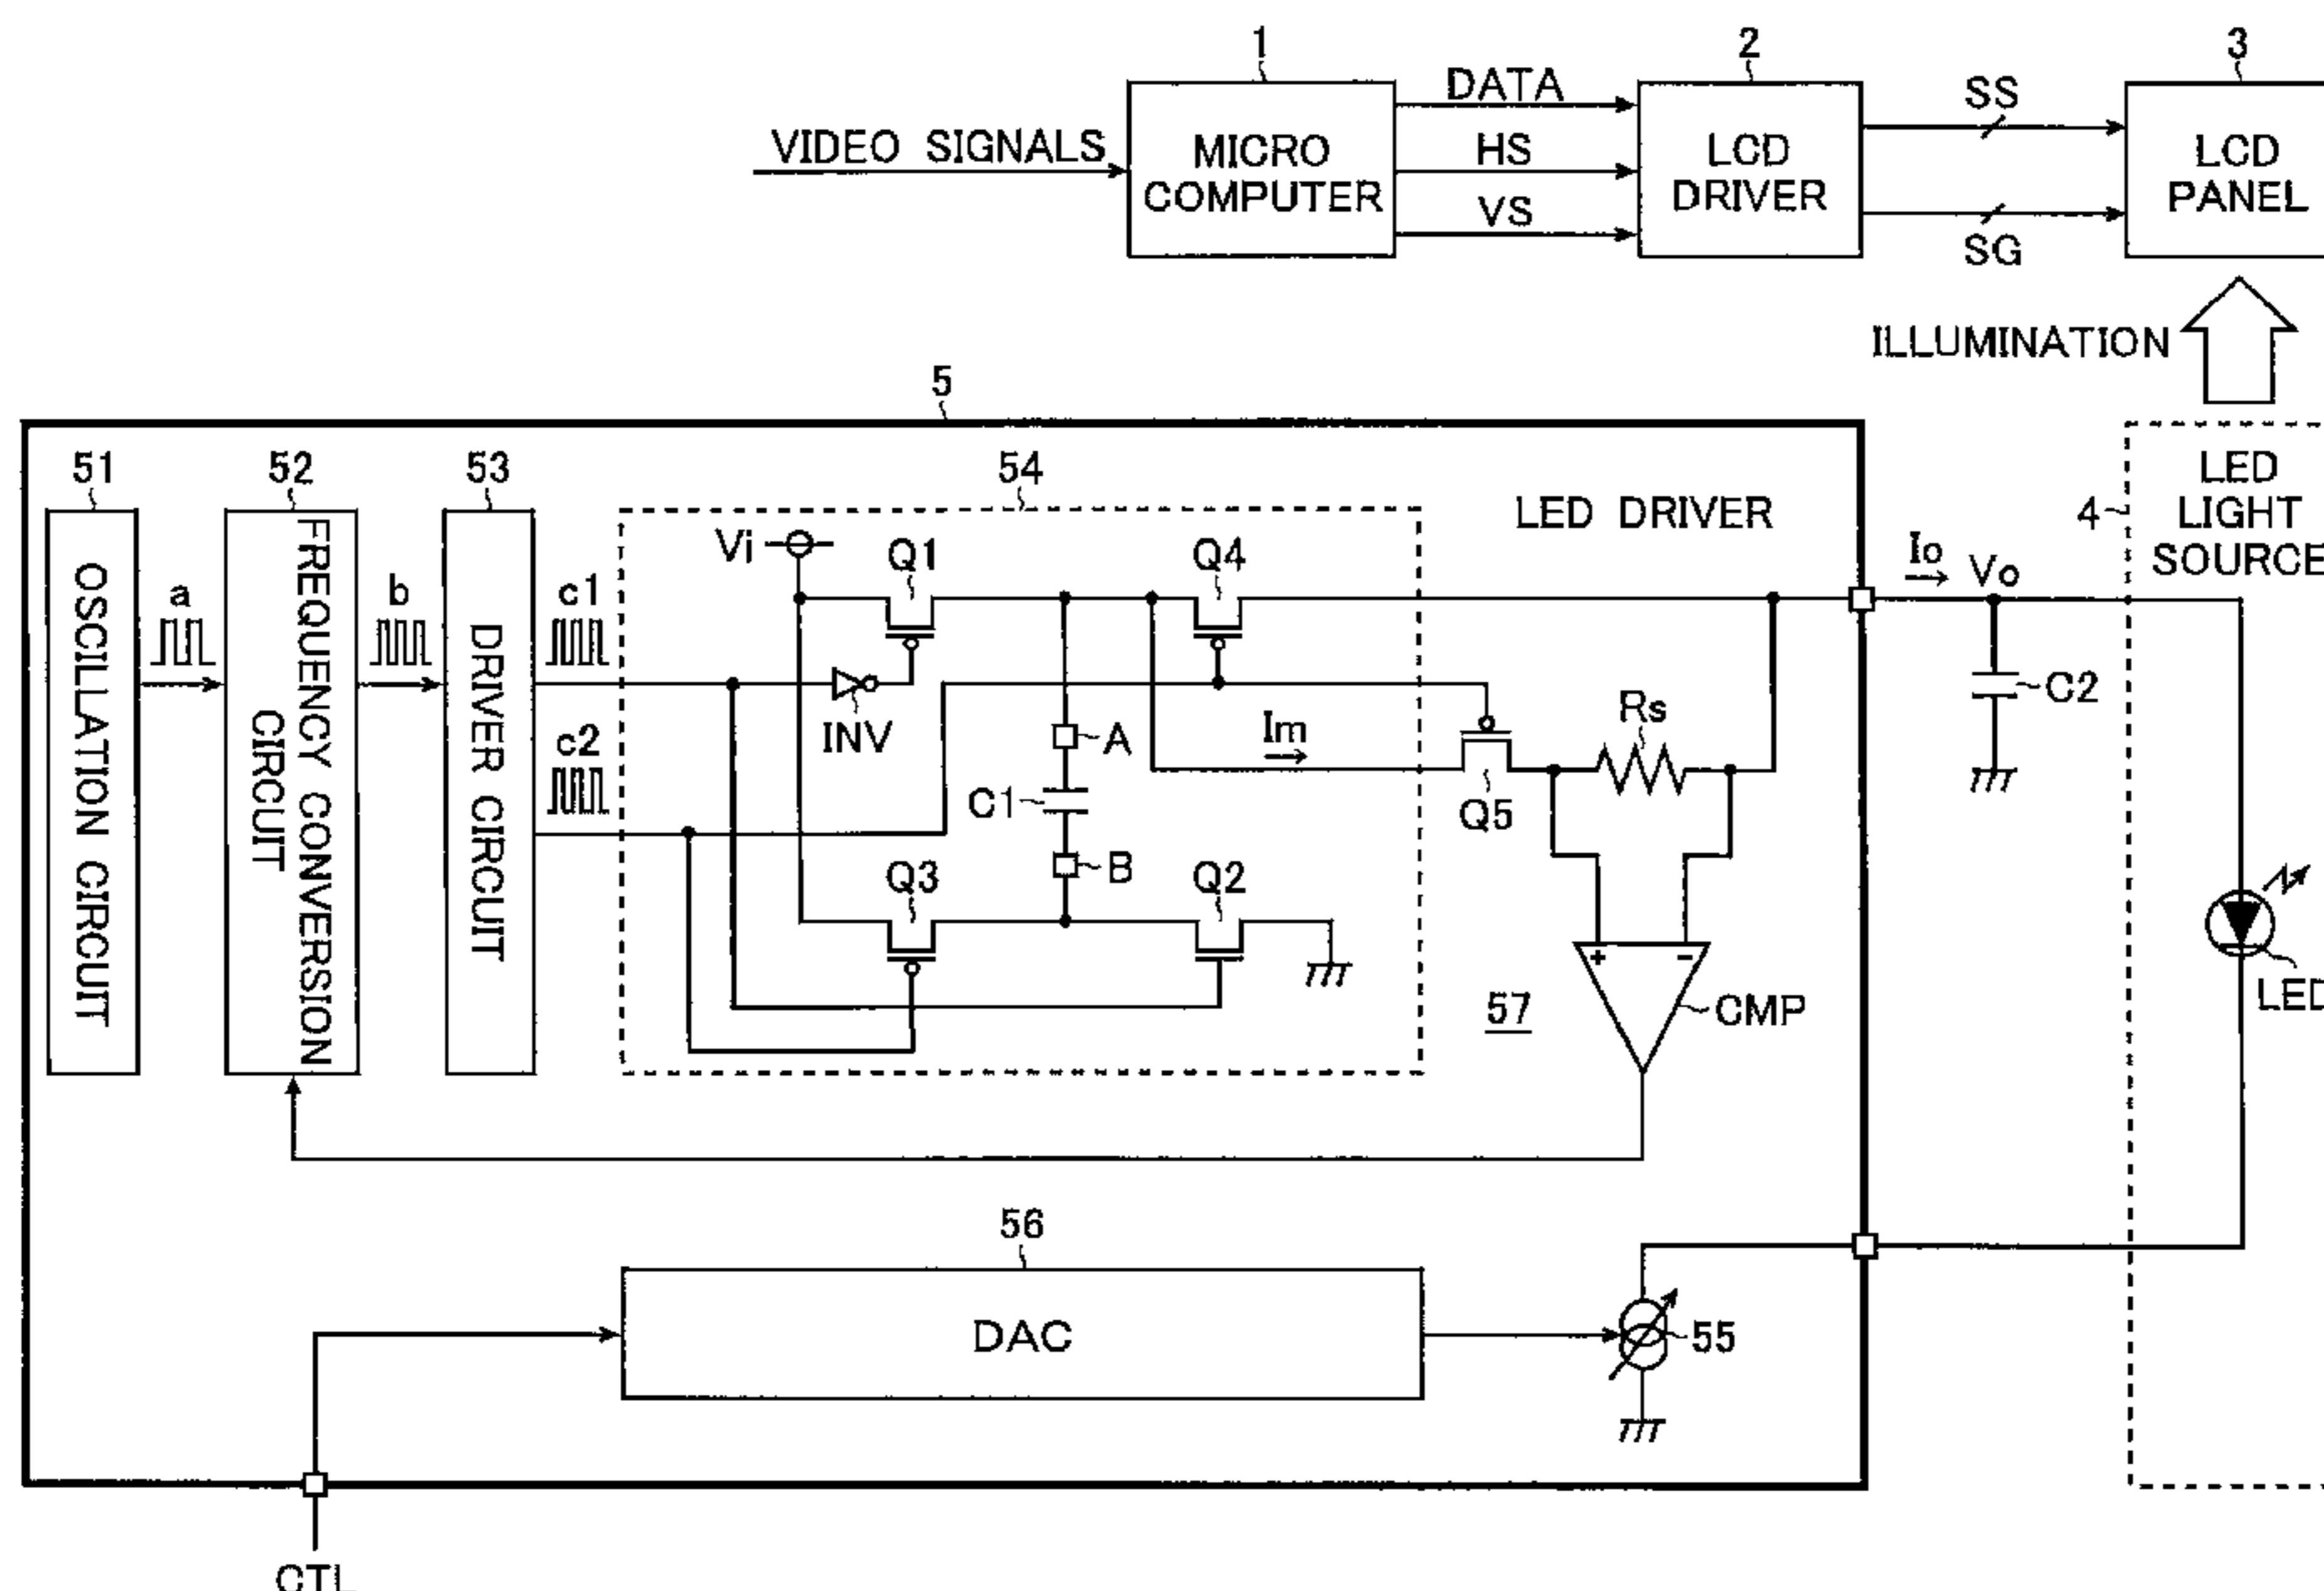 1
2
3
VIDEO SIGNALS
MICRO
COMPUTER
DATA
HS
VS
LCD
DRIVER
SS
SG
LCD
PANEL
ILLUMINATION
5
51
52
53
54
LED DRIVER
4
LED
LIGHT
SOURCE
OSCILLATION CIRCUIT
a
FREQUENCY CONVERSION
CIRCUIT
b
DRIVER CIRCUIT
c1
c2
Vi
Q1
Q4
INV
A
C1
B
Im
Q3
Q2
Q5
Rs
Io
Vo
C2
+
-
CMP
57
LED
56
DAC
55
CTL